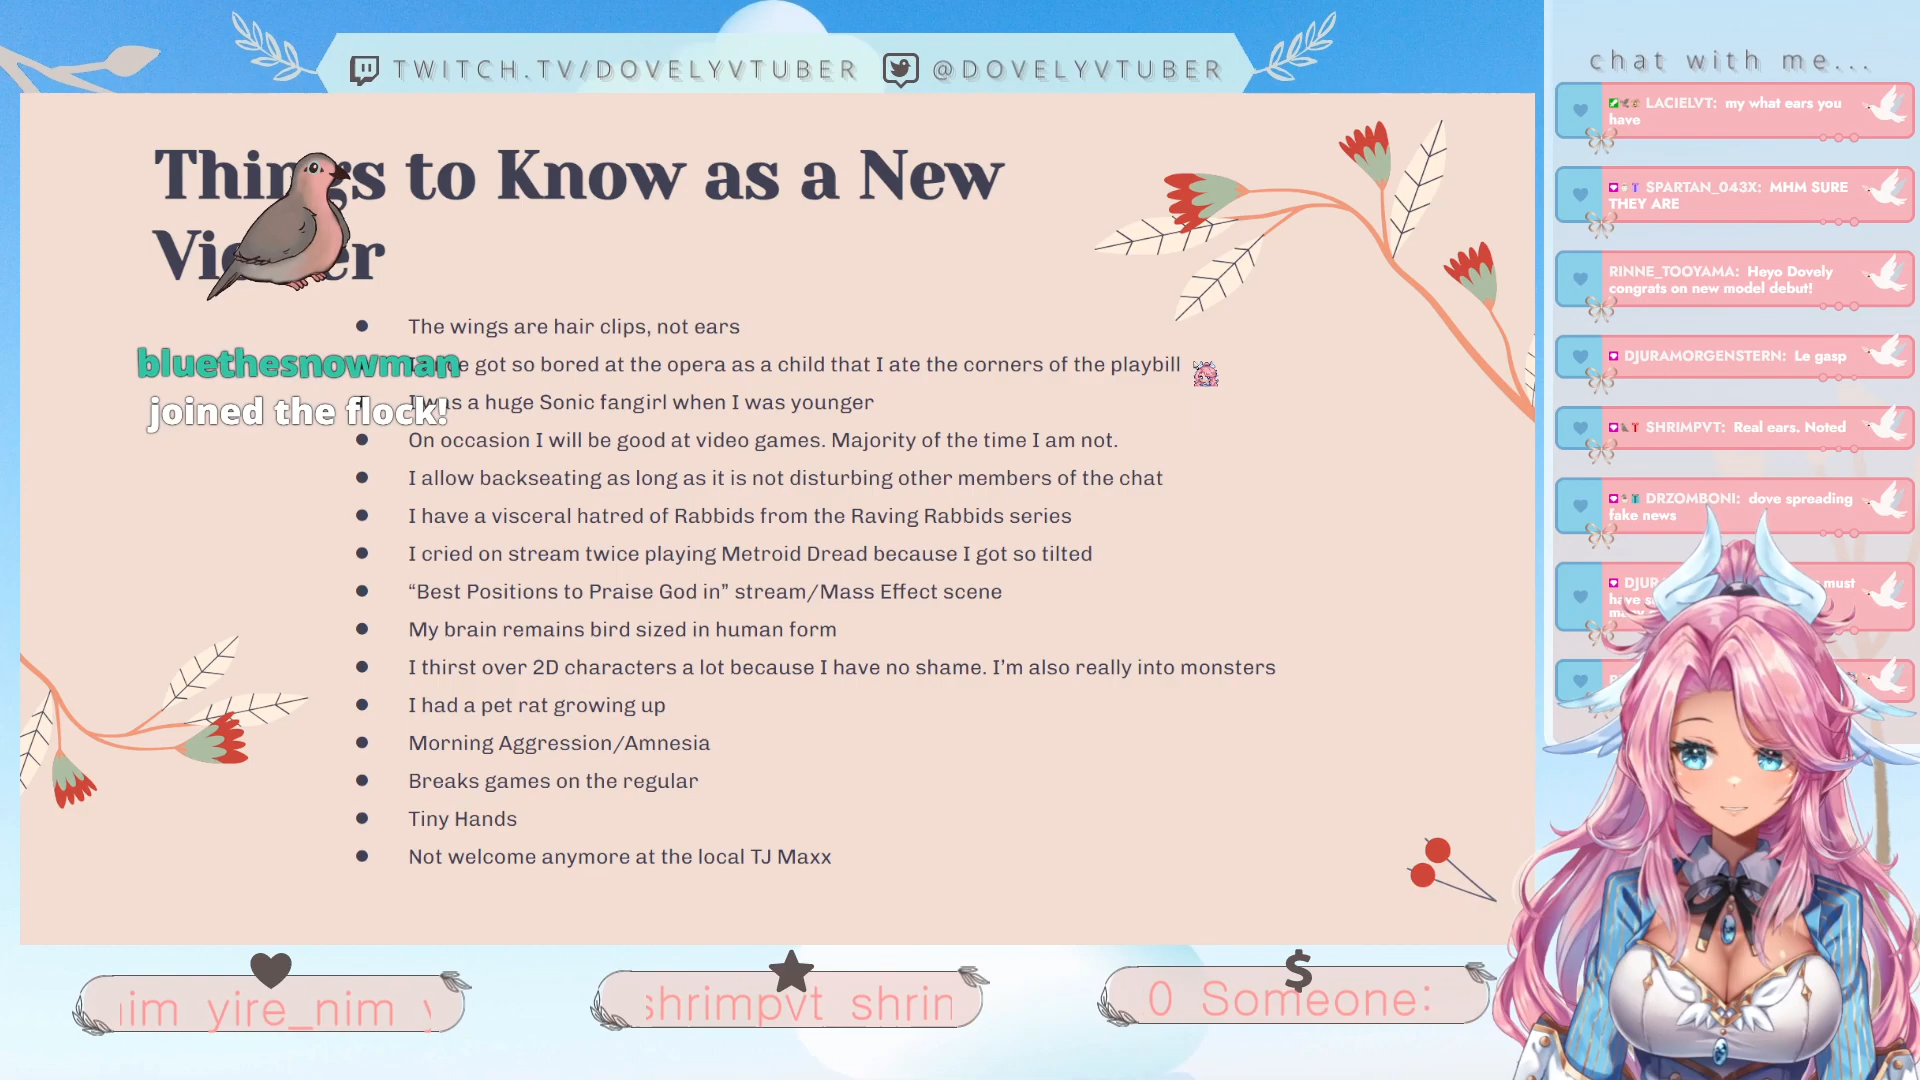 TWITCH.TV/DOVELYVTUBER @DOVELYVTUBER
chat with me...
Things to Know as a New
Viewer
The wings are hair clips, not ears
I once got so bored at the opera as a child that I ate the corners of the playbill
I was a huge Sonic fangirl when I was younger
On occasion I will be good at video games. Majority of the time I am not.
I allow backseating as long as it is not disturbing other members of the chat
I have a visceral hatred of Rabbids from the Raving Rabbids series
I cried on stream twice playing Metroid Dread because I got so tilted
“Best Positions to Praise God in” stream/Mass Effect scene
My brain remains bird sized in human form
I thirst over 2D characters a lot because I have no shame. I’m also really into monsters
I had a pet rat growing up
Morning Aggression/Amnesia
Breaks games on the regular
Tiny Hands
Not welcome anymore at the local TJ Maxx
bluethesnowman
joined the flock!
LACIELVT: my what ears you
have
SPARTAN_043X: MHM SURE
THEY ARE
RINNE_TOOYAMA: Heyo Dovely
congrats on new model debut!
DJURAMORGENSTERN: Le gasp
SHRIMPVT: Real ears. Noted
DRZOMBONI: dove spreading
fake news
must
have
yire_nim
shrimpvt
0 Someone: